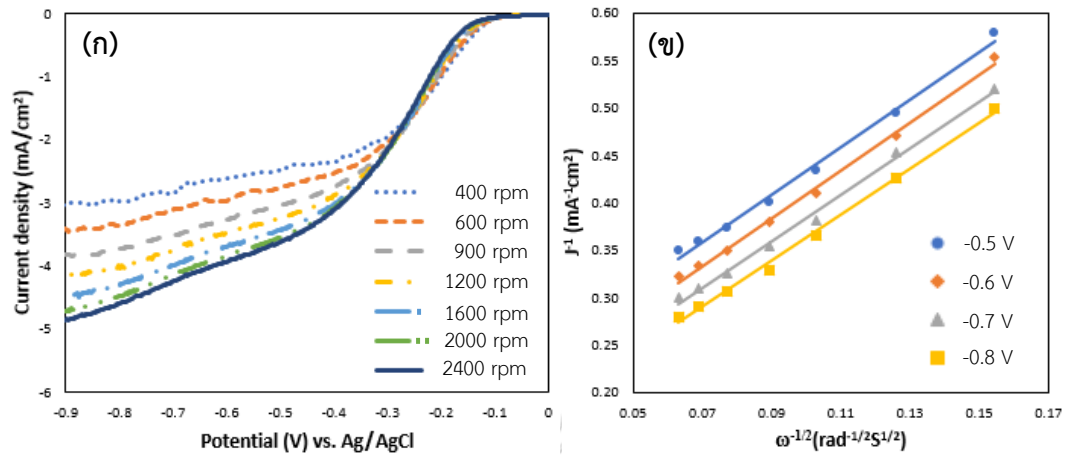 (ก)
0
-1
-2
-3
-4
-5
-6
Current density (mA/cm²)
-0.9
-0.8
-0.7
-0.6
-0.5
-0.4
-0.3
-0.2
-0.1
0
Potential (V) vs. Ag/AgCl
400 rpm
600 rpm
900 rpm
1200 rpm
1600 rpm
2000 rpm
2400 rpm
(ข)
0.60
0.55
0.50
0.45
0.40
0.35
0.30
0.25
0.20
J⁻¹ (mA⁻¹cm²)
0.05
0.07
0.09
0.11
0.13
0.15
0.17
ω⁻¹/²(rad⁻¹/²S¹/²)
-0.5 V
-0.6 V
-0.7 V
-0.8 V